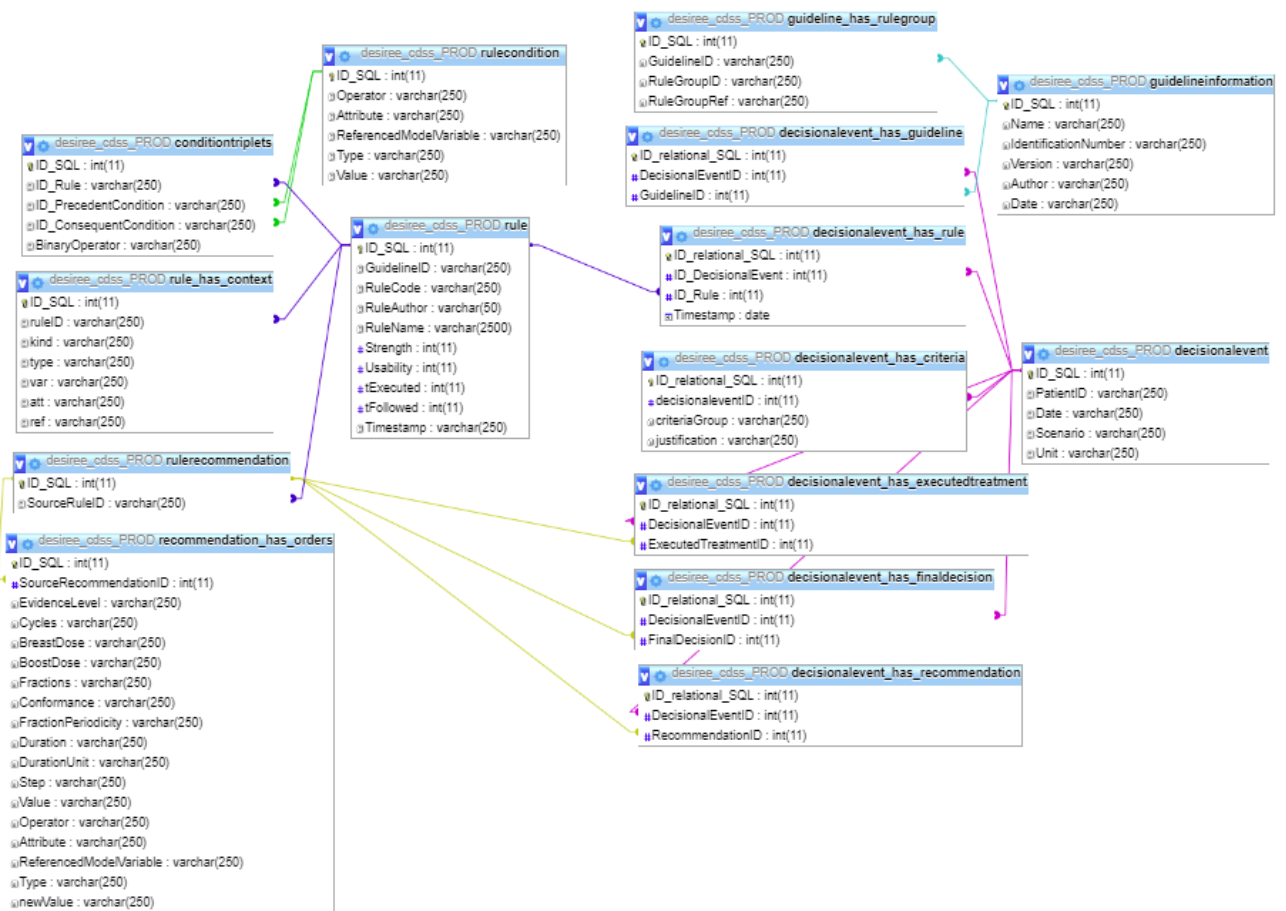 desiree_cdss_PROD rulecondition
ID_SQL : int(11)
Operator : varchar(250)
Attribute : varchar(250)
ReferencedModelVariable : varchar(250)
Type : varchar(250)
Value : varchar(250)
desiree_cdss_PROD conditiontriplets
ID_SQL : int(11)
ID_Rule : varchar(250)
ID_PrecedentCondition : varchar(250)
ID_ConsequentCondition : varchar(250)
BinaryOperator : varchar(250)
desiree_cdss_PROD rule_has_context
ID_SQL : int(11)
ruleID : varchar(250)
kind : varchar(250)
type : varchar(250)
var : varchar(250)
att : varchar(250)
ref : varchar(250)
desiree_cdss_PROD rule
ID_SQL : int(11)
GuidelineID : varchar(250)
RuleCode : varchar(250)
RuleAuthor : varchar(50)
RuleName : varchar(2500)
Strength : int(11)
Usability : int(11)
tExecuted : int(11)
tFollowed : int(11)
Timestamp : varchar(250)
desiree_cdss_PROD rulerecommendation
ID_SQL : int(11)
SourceRuleID : varchar(250)
desiree_cdss_PROD recommendation_has_orders
ID_SQL : int(11)
SourceRecommendationID : int(11)
EvidenceLevel : varchar(250)
Cycles : varchar(250)
BreastDose : varchar(250)
BoostDose : varchar(250)
Fractions : varchar(250)
Conformance : varchar(250)
FractionPeriodicity : varchar(250)
Duration : varchar(250)
DurationUnit : varchar(250)
Step : varchar(250)
Value : varchar(250)
Operator : varchar(250)
Attribute : varchar(250)
ReferencedModelVariable : varchar(250)
Type : varchar(250)
newValue : varchar(250)
desiree_cdss_PROD guideline_has_rulegroup
ID_SQL : int(11)
GuidelineID : varchar(250)
RuleGroupID : varchar(250)
RuleGroupRef : varchar(250)
desiree_cdss_PROD guidelineinformation
ID_SQL : int(11)
Name : varchar(250)
IdentificationNumber : varchar(250)
Version : varchar(250)
Author : varchar(250)
Date : varchar(250)
desiree_cdss_PROD decisionalevent_has_guideline
ID_relational_SQL : int(11)
DecisionalEventID : int(11)
GuidelineID : int(11)
desiree_cdss_PROD decisionalevent_has_rule
ID_relational_SQL : int(11)
ID_DecisionalEvent : int(11)
ID_Rule : int(11)
Timestamp : date
desiree_cdss_PROD decisionalevent_has_criteria
ID_relational_SQL : int(11)
decisionaleventID : int(11)
criteriaGroup : varchar(250)
justification : varchar(250)
desiree_cdss_PROD decisionalevent
ID_SQL : int(11)
PatientID : varchar(250)
Date : varchar(250)
Scenario : varchar(250)
Unit : varchar(250)
desiree_cdss_PROD decisionalevent_has_executedtreatment
ID_relational_SQL : int(11)
DecisionalEventID : int(11)
ExecutedTreatmentID : int(11)
desiree_cdss_PROD decisionalevent_has_finaldecision
ID_relational_SQL : int(11)
DecisionalEventID : int(11)
FinalDecisionID : int(11)
desiree_cdss_PROD decisionalevent_has_recommendation
ID_relational_SQL : int(11)
DecisionalEventID : int(11)
RecommendationID : int(11)